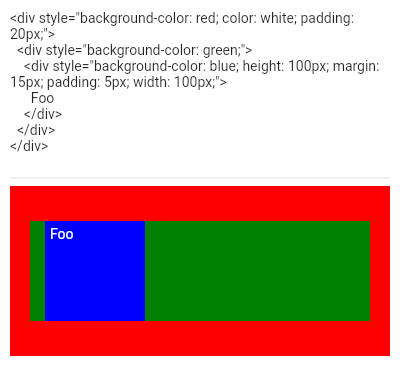 <div style="background-color: red; color: white; padding:
20px;">
<div style="background-color: green;">
<div style="background-color: blue; height: 100px; margin:
15px; padding: 5px; width: 100px;">
Foo
</div>
</div>
</div>
Foo